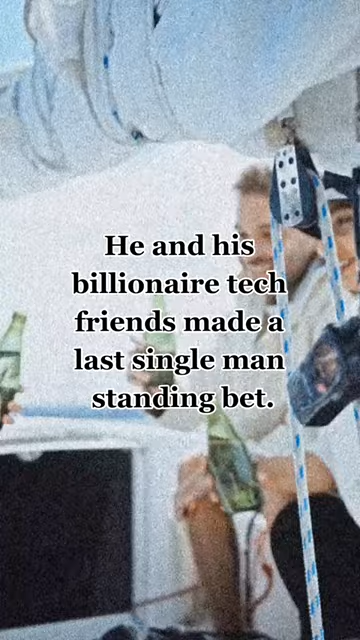 He and his
billionaire tech
friends made a
last single man
standing bet.